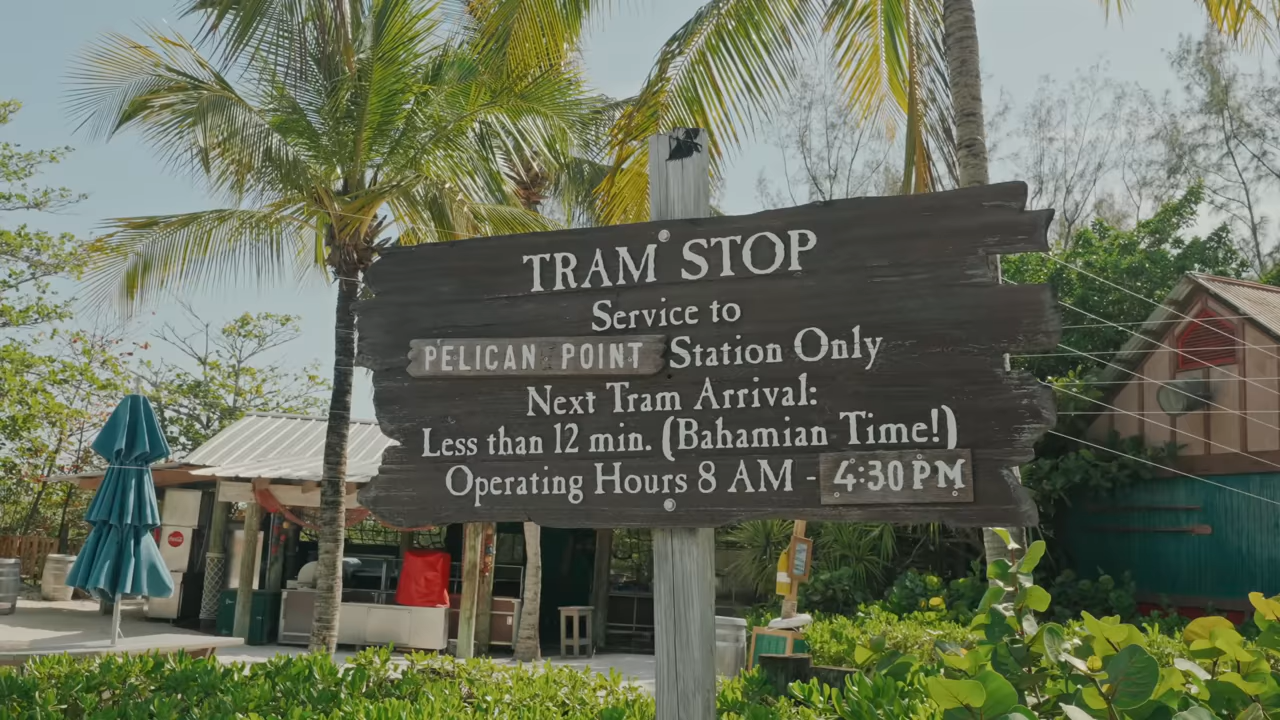 TRAM STOP
Service to
PELICAN POINT Station Only
Next Tram Arrival:
Less than 12 min. (Bahamian Time!)
Operating Hours 8 AM - 4:30 PM